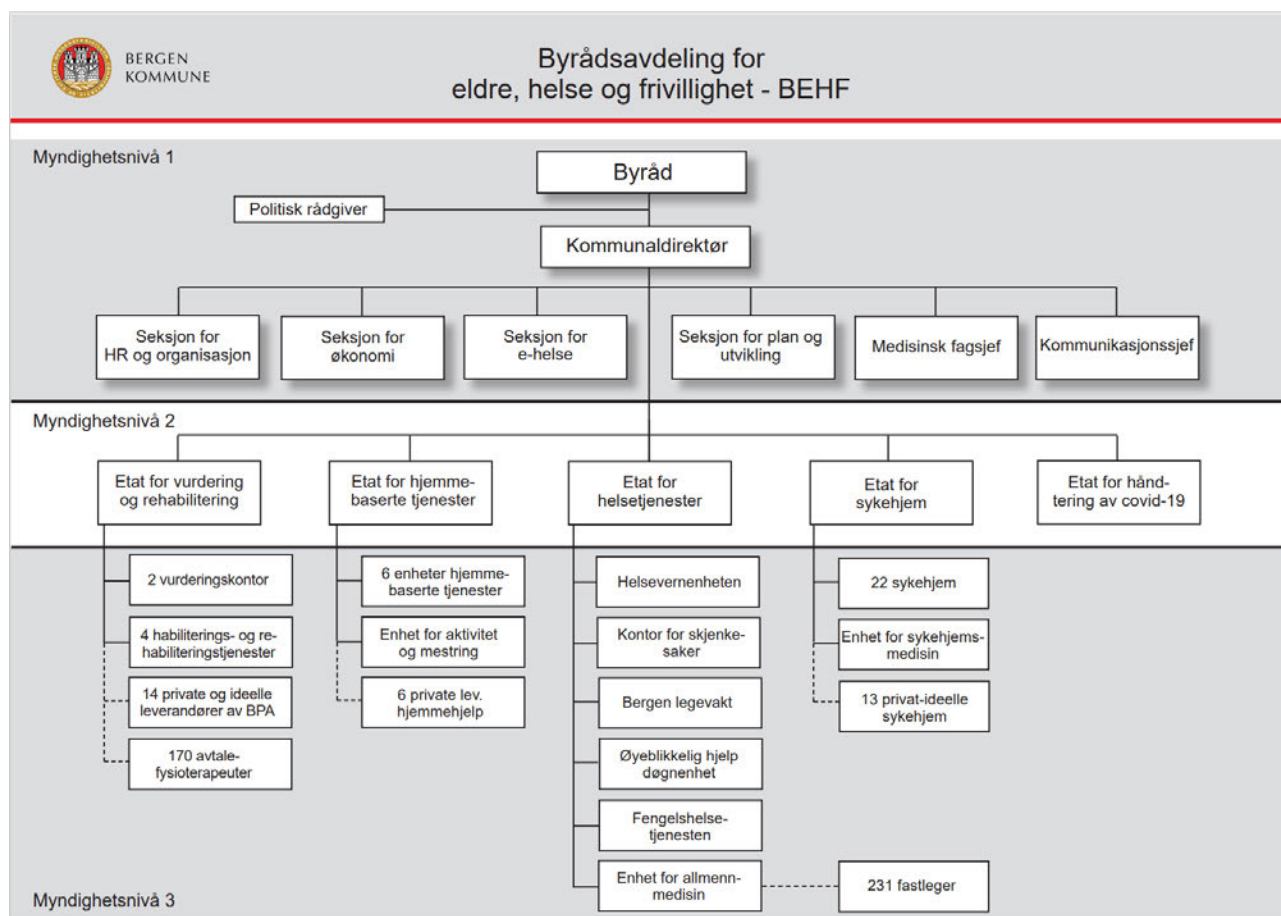 BERGEN
KOMMUNE
Byrådsavdeling for
eldre, helse og frivillighet - BEHF
Myndighetsnivå 1
Byråd
Politisk rådgiver
Kommunaldirektør
Seksjon for
HR og organisasjon
Seksjon for
økonomi
Seksjon for
e-helse
Seksjon for plan og
utvikling
Medisinsk fagsjef
Kommunikasjonssjef
Myndighetsnivå 2
Etat for vurdering
og rehabilitering
Etat for hjemme-
baserte tjenester
Etat for
helsetjenester
Etat for
sykehjem
Etat for hånd-
tering av covid-19
2 vurderingskontor
4 habiliterings- og re-
habiliteringstjenester
14 private og ideelle
leverandører av BPA
170 avtale-
fysioterapeuter
6 enheter hjemme-
baserte tjenester
Enhet for aktivitet
og mestring
6 private lev.
hjemmehjelp
Helsevernenheten
Kontor for skjenke-
saker
Bergen legevakt
Øyeblikkelig hjelp
døgnenhet
Fengelshelse-
tjenesten
Enhet for allmenn-
medisin
22 sykehjem
Enhet for sykehjems-
medisin
13 privat-ideelle
sykehjem
231 fastleger
Myndighetsnivå 3